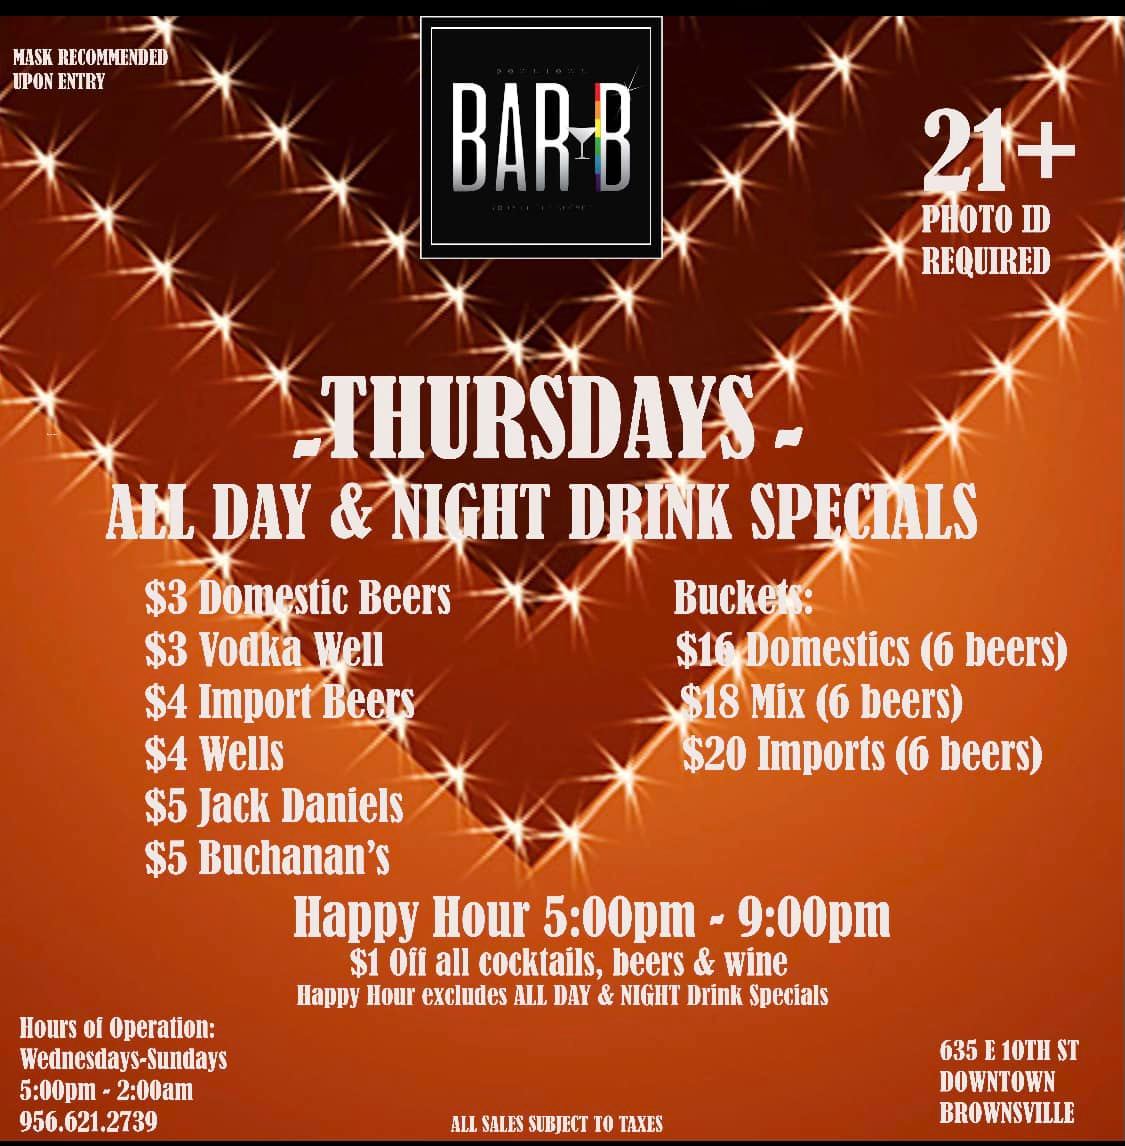 MASK RECOMMENDED
UPON ENTRY
BAR B
21+
PHOTO ID
REQUIRED
-THURSDAYS -
ALL DAY & NIGHT DRINK SPECIALS
$3 Domestic Beers
$3 Vodka Well
$4 Import Beers
$4 Wells
$5 Jack Daniels
$5 Buchanan's
Buckets:
$16 Domestics (6 beers)
$18 Mix (6 beers)
$20 Imports (6 beers)
Happy Hour 5:00pm - 9:00pm
$1 Off all cocktails, beers & wine
Happy Hour excludes ALL DAY & NIGHT Drink Specials
Hours of Operation:
Wednesdays-Sundays
5:00pm - 2:00am
956.621.2739
ALL SALES SUBJECT TO TAXES
635 E 10TH ST
DOWNTOWN
BROWNSVILLE